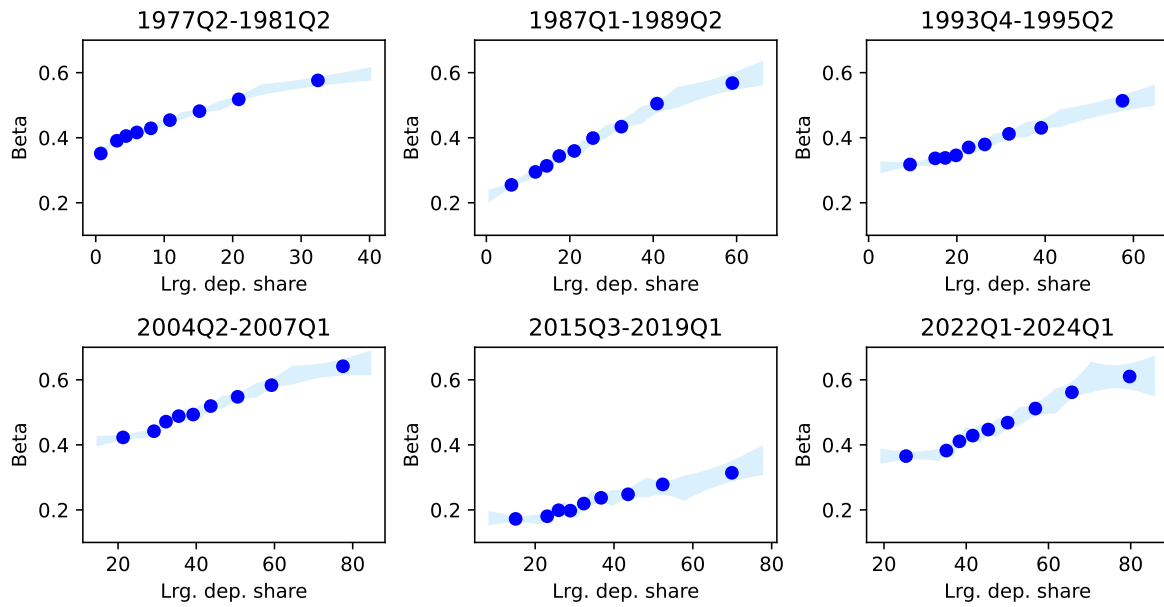 1977Q2-1981Q2
Beta
0.6
0.4
0.2
0 10 20 30 40
Lrg. dep. share
1987Q1-1989Q2
Beta
0.6
0.4
0.2
0 20 40 60
Lrg. dep. share
1993Q4-1995Q2
Beta
0.6
0.4
0.2
0 20 40 60
Lrg. dep. share
2004Q2-2007Q1
Beta
0.6
0.4
0.2
20 40 60 80
Lrg. dep. share
2015Q3-2019Q1
Beta
0.6
0.4
0.2
20 40 60 80
Lrg. dep. share
2022Q1-2024Q1
Beta
0.6
0.4
0.2
20 40 60 80
Lrg. dep. share